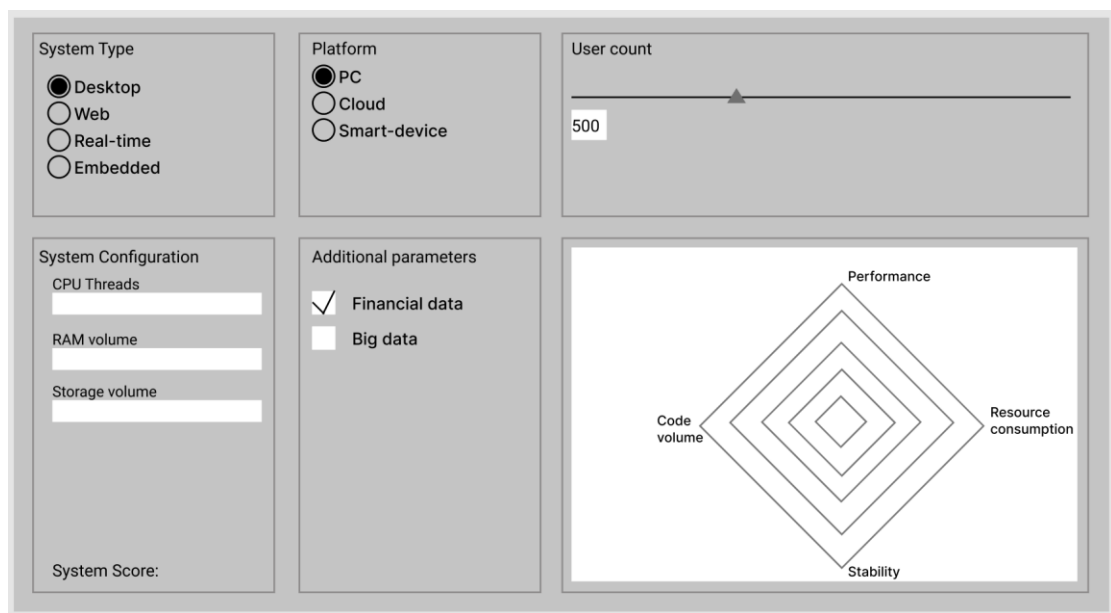 System Type
Desktop
Web
Real-time
Embedded
Platform
PC
Cloud
Smart-device
User count
500
System Configuration
CPU Threads
RAM volume
Storage volume
System Score:
Additional parameters
Financial data
Big data
Performance
Code
volume
Resource
consumption
Stability